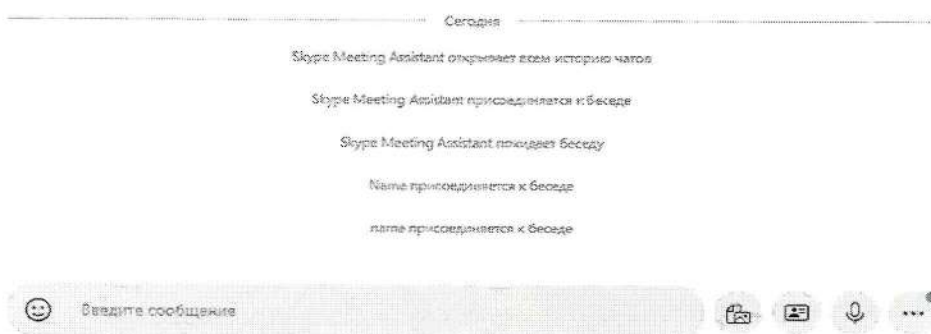 Сегодня
Skype Meeting Assistant открывает всем историю чатов
Skype Meeting Assistant присоединяется к беседе
Skype Meeting Assistant покидает беседу
Name присоединяется к беседе
name присоединяется к беседе
Введите сообщение